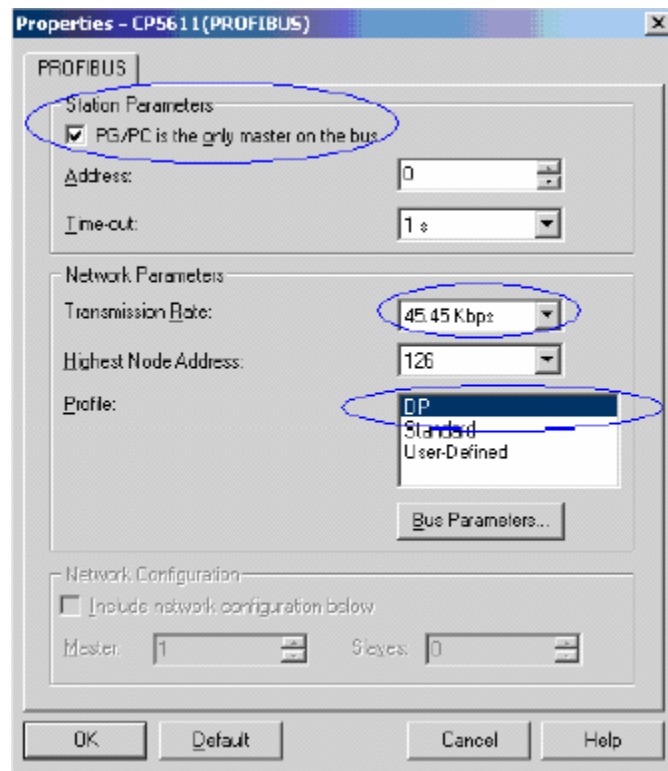 Properties - CP5611(PROFIBUS)
PROFIBUS
Station Parameters
PG/PC is the only master on the bus
Address:
0
Time-out:
1 s
Network Parameters
Transmission Rate:
45.45 Kbps
Highest Node Address:
126
Profile:
DP
Standard
User-Defined
Bus Parameters...
Network Configuration
Include network configuration below
Master:
1
Slaves:
0
OK
Default
Cancel
Help